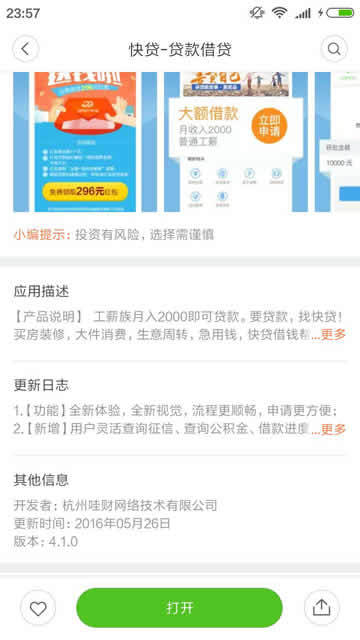 23:57
快贷-贷款借贷
大额借款
月收入2000
普通工薪
立即
申请
免费领取296元红包
10000 元
小编提示：投资有风险，选择需谨慎
应用描述
【产品说明】 工薪族月入2000即可贷款。要贷款，找快贷！
买房装修，大件消费，生意周转，急用钱，快贷借钱帮...更多
更新日志
1.【功能】全新体验，全新视觉，流程更顺畅，申请更方便；
2.【新增】用户灵活查询征信、查询公积金、借款进度...更多
其他信息
开发者：杭州哇财网络技术有限公司
更新时间：2016年05月26日
版本：4.1.0
打开